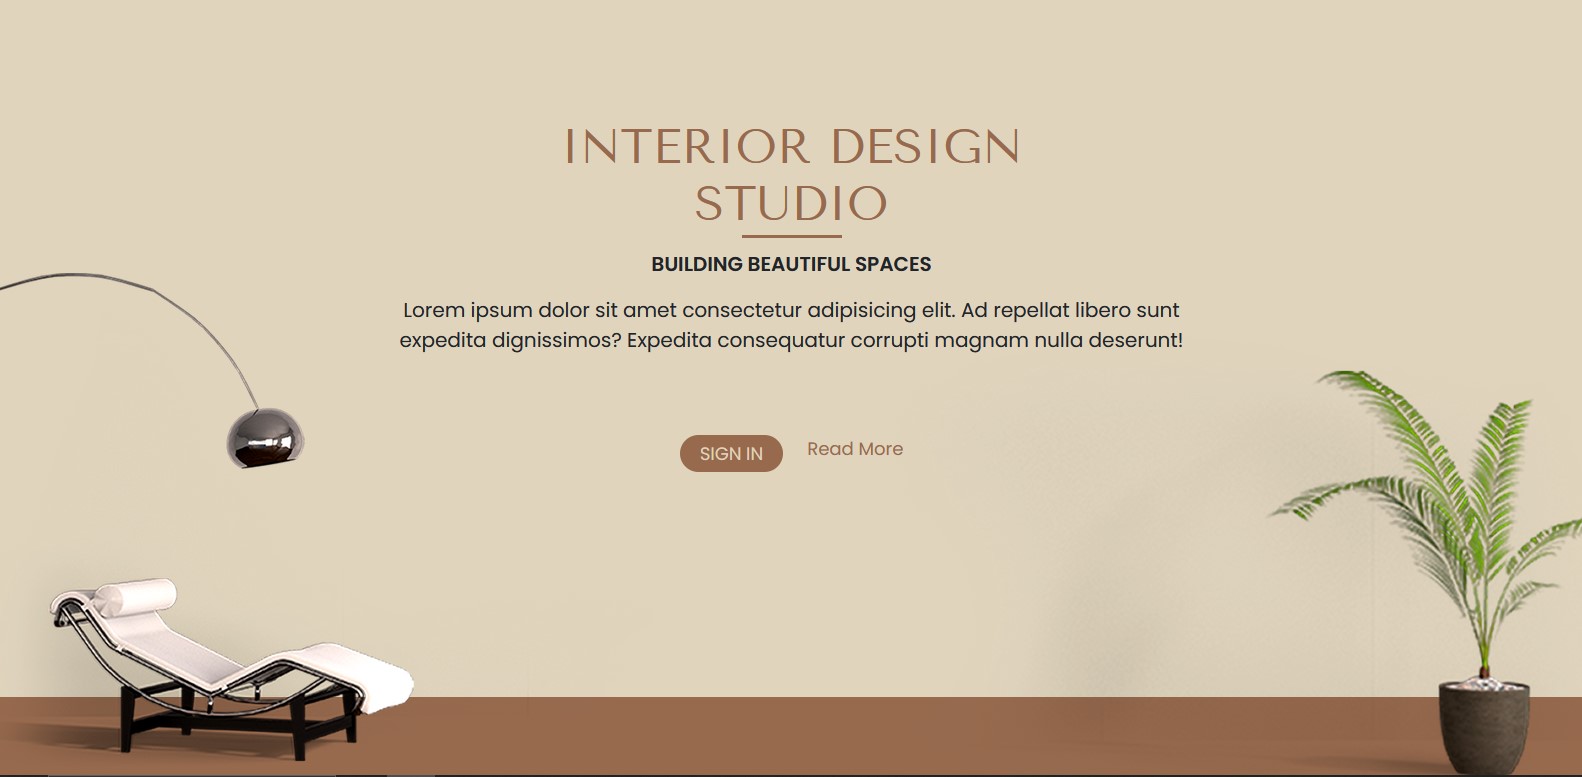 INTERIOR DESIGN
STUDIO
BUILDING BEAUTIFUL SPACES
Lorem ipsum dolor sit amet consectetur adipisicing elit. Ad repellat libero sunt
expedita dignissimos? Expedita consequatur corrupti magnam nulla deserunt!
SIGN IN Read More